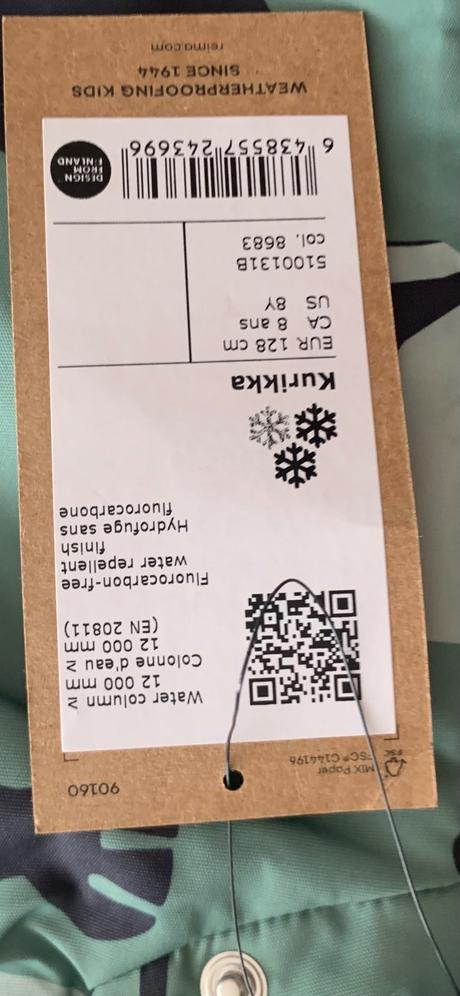 MIX Paper
FSC® C144196
FSC
90160
Water column ≥
12 000 mm
Colonne d'eau ≥
12 000 mm
(EN 20811)
Fluorocarbon-free
water repellent
finish
Hydrofuge sans
fluorocarbone
Kurikka
EUR 128 cm
CA 8 ans
US 8Y
5100131B
col. 8683
6 438557 243696
DESIGN
FROM
FINLAND
WEATHERPROOFING KIDS
SINCE 1944
reima.com